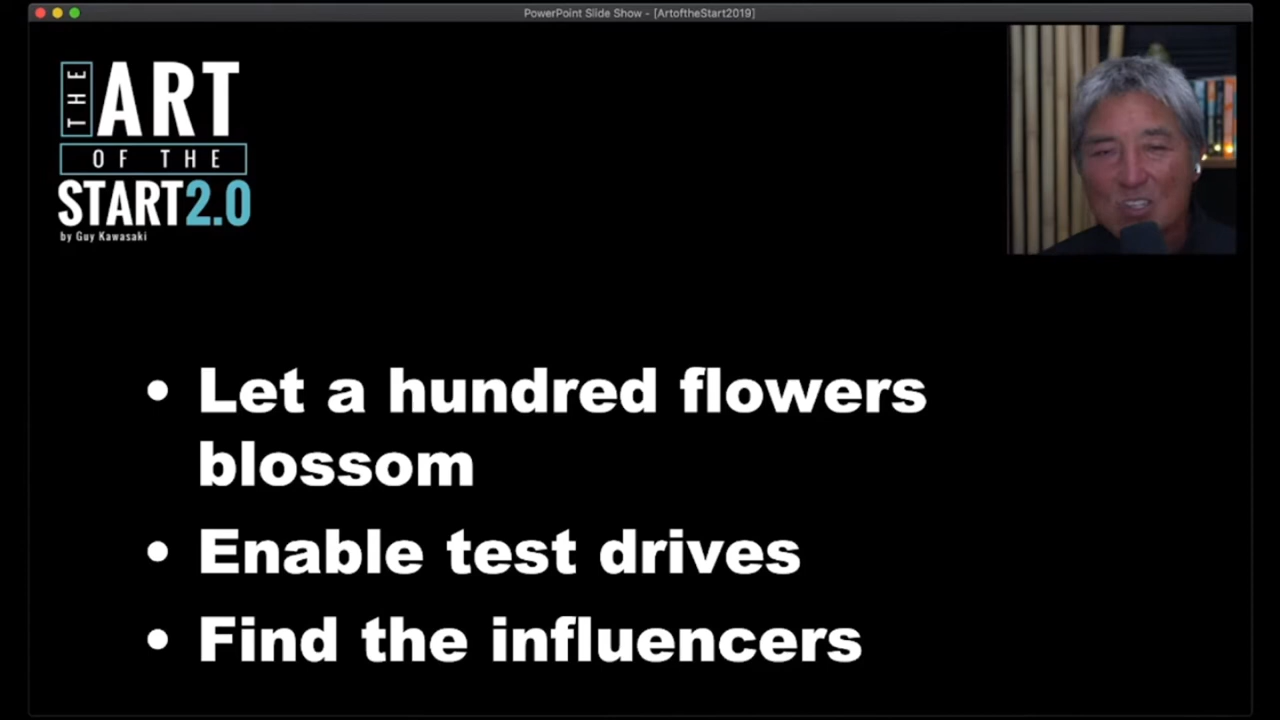 PowerPoint Slide Show - [ArtoftheStart2019]
THE ART
OF THE
START2.0
by Guy Kawasaki
• Let a hundred flowers
blossom
• Enable test drives
• Find the influencers